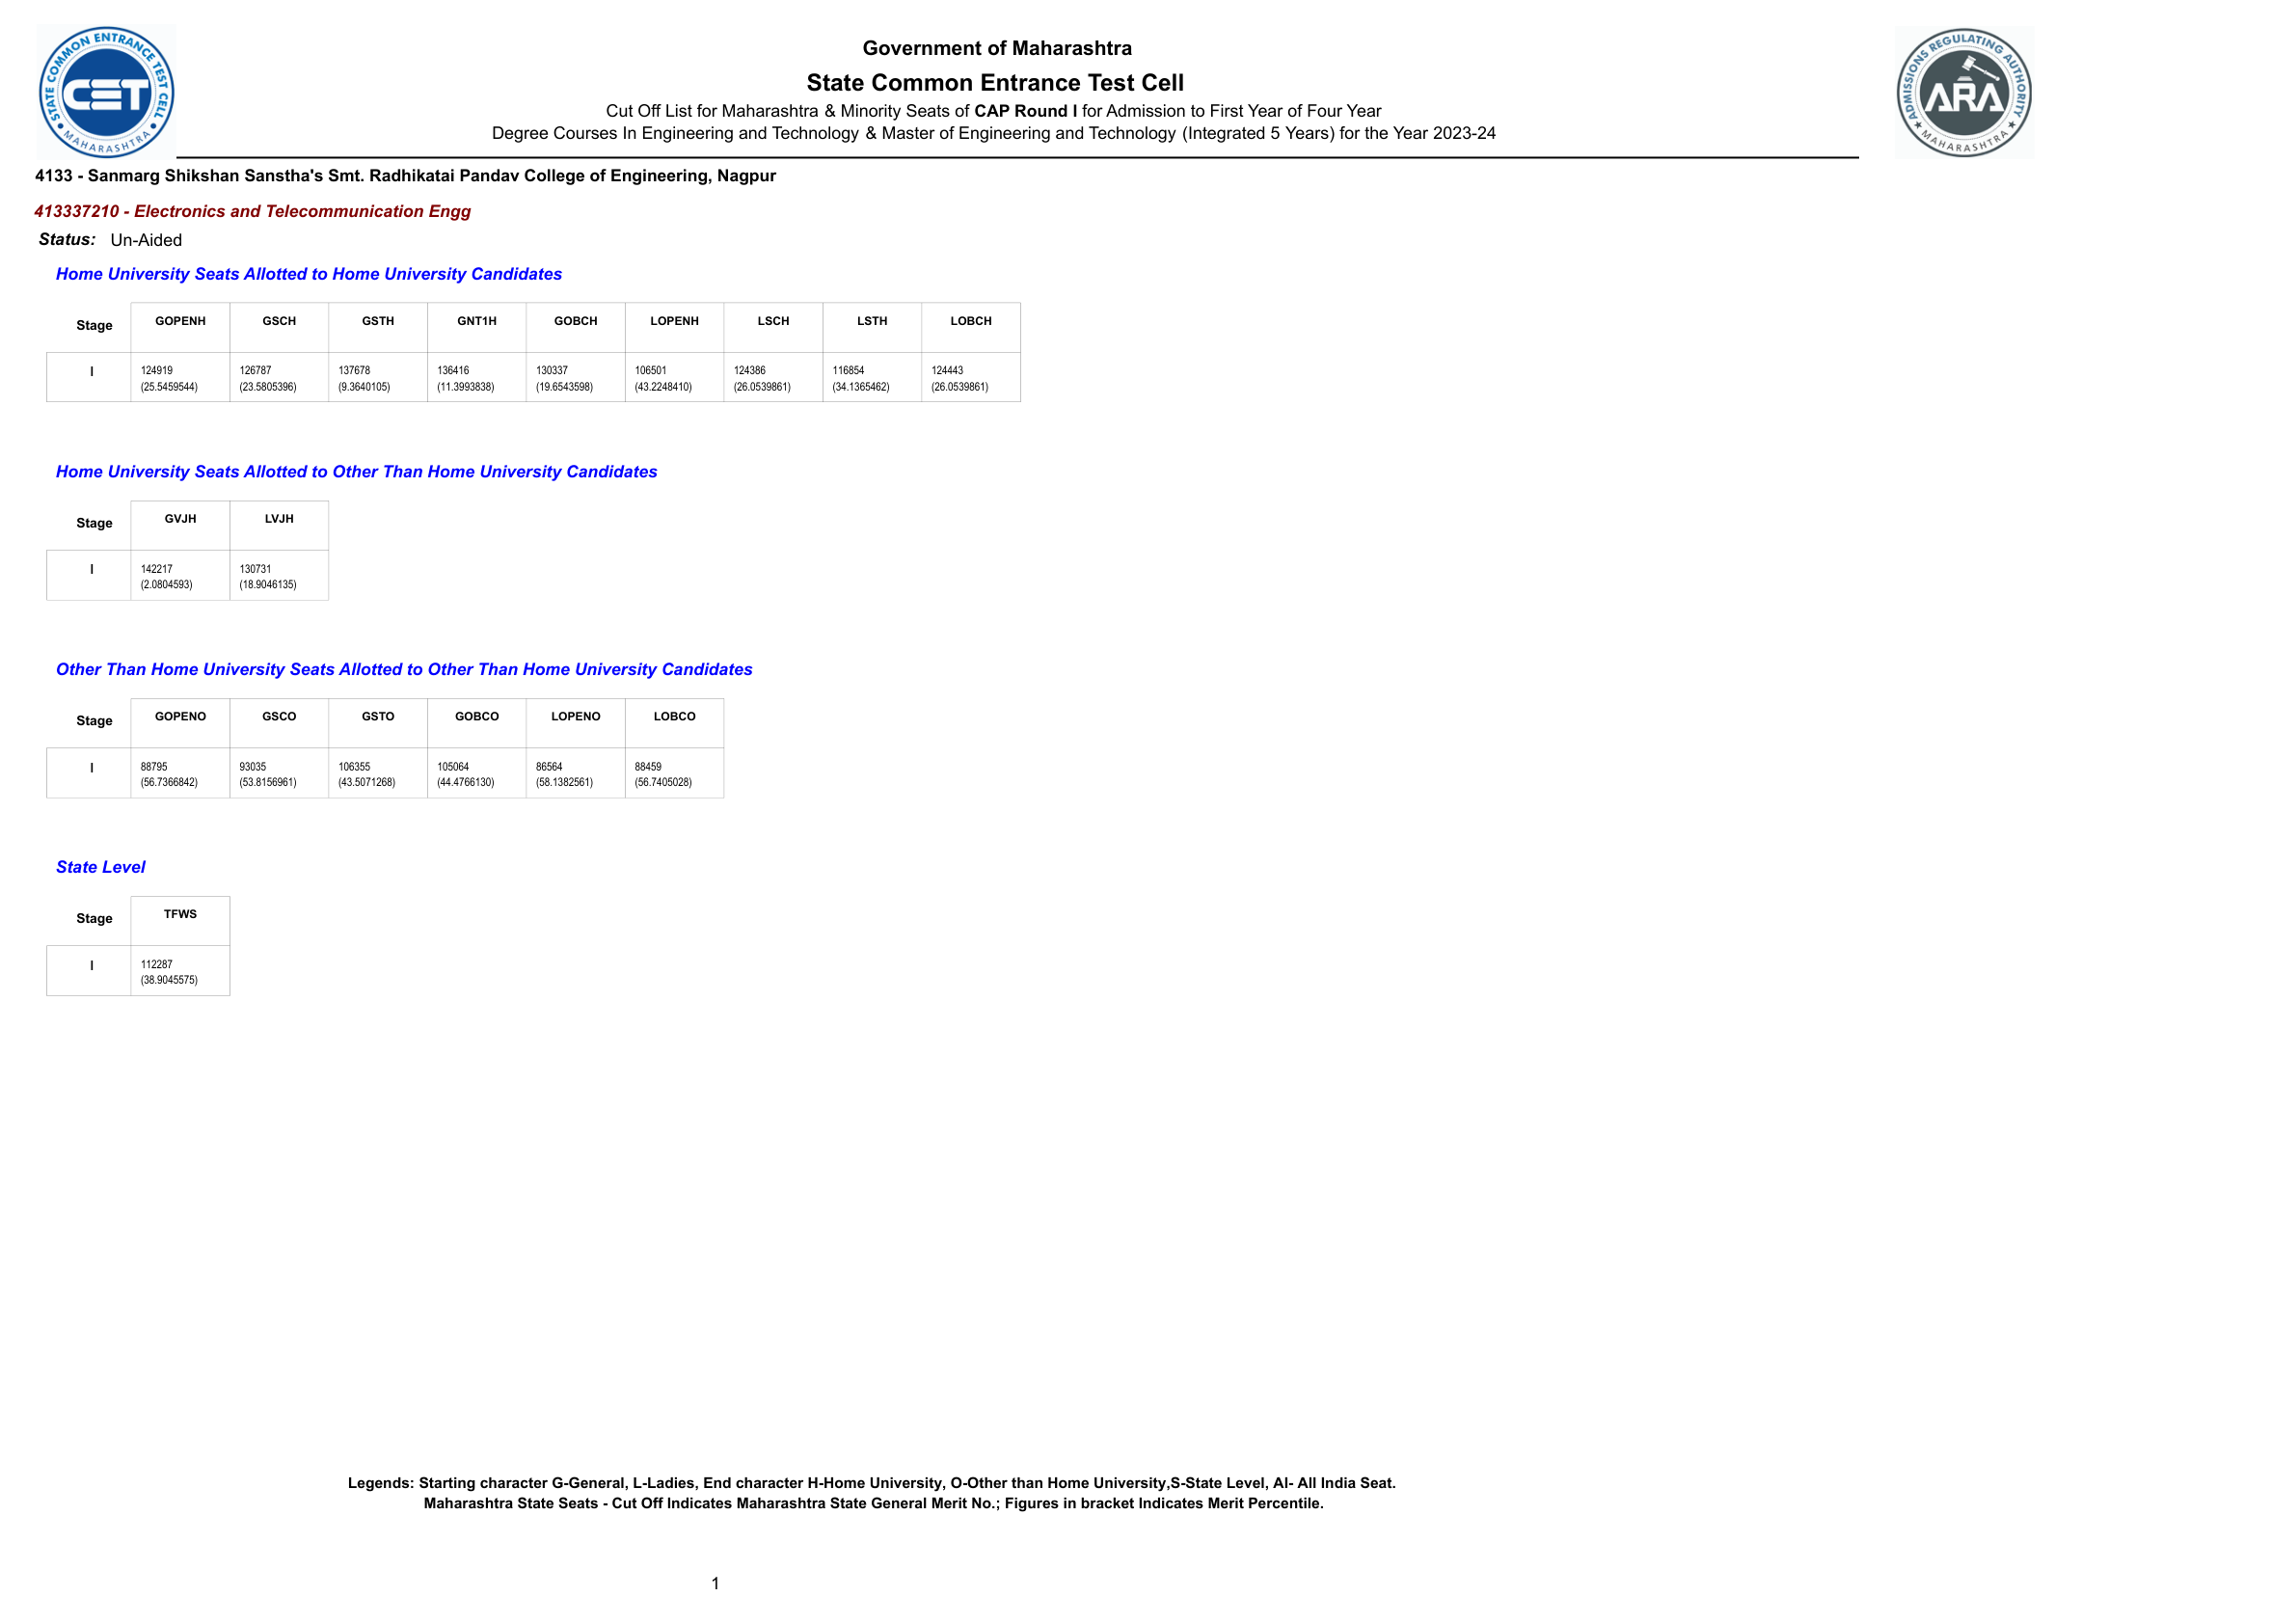 STATE COMMON ENTRANCE TEST CELL
CET
MAHARASHTRA
Government of Maharashtra
State Common Entrance Test Cell
Cut Off List for Maharashtra & Minority Seats of CAP Round I for Admission to First Year of Four Year
Degree Courses In Engineering and Technology & Master of Engineering and Technology (Integrated 5 Years) for the Year 2023-24
ADMISSIONS REGULATING AUTHORITY
ARA
MAHARASHTRA
4133 - Sanmarg Shikshan Sanstha's Smt. Radhikatai Pandav College of Engineering, Nagpur
413337210 - Electronics and Telecommunication Engg
Status: Un-Aided
Home University Seats Allotted to Home University Candidates
Stage GOPENH GSCH GSTH GNT1H GOBCH LOPENH LSCH LSTH LOBCH
I 124919 126787 137678 136416 130337 106501 124386 116854 124443
(25.5459544) (23.5805396) (9.3640105) (11.3993838) (19.6543598) (43.2248410) (26.0539861) (34.1365462) (26.0539861)
Home University Seats Allotted to Other Than Home University Candidates
Stage GVJH LVJH
I 142217 130731
(2.0804593) (18.9046135)
Other Than Home University Seats Allotted to Other Than Home University Candidates
Stage GOPENO GSCO GSTO GOBCO LOPENO LOBCO
I 88795 93035 106355 105064 86564 88459
(56.7366842) (53.8156961) (43.5071268) (44.4766130) (58.1382561) (56.7405028)
State Level
Stage TFWS
I 112287
(38.9045575)
Legends: Starting character G-General, L-Ladies, End character H-Home University, O-Other than Home University,S-State Level, AI- All India Seat.
Maharashtra State Seats - Cut Off Indicates Maharashtra State General Merit No.; Figures in bracket Indicates Merit Percentile.
1